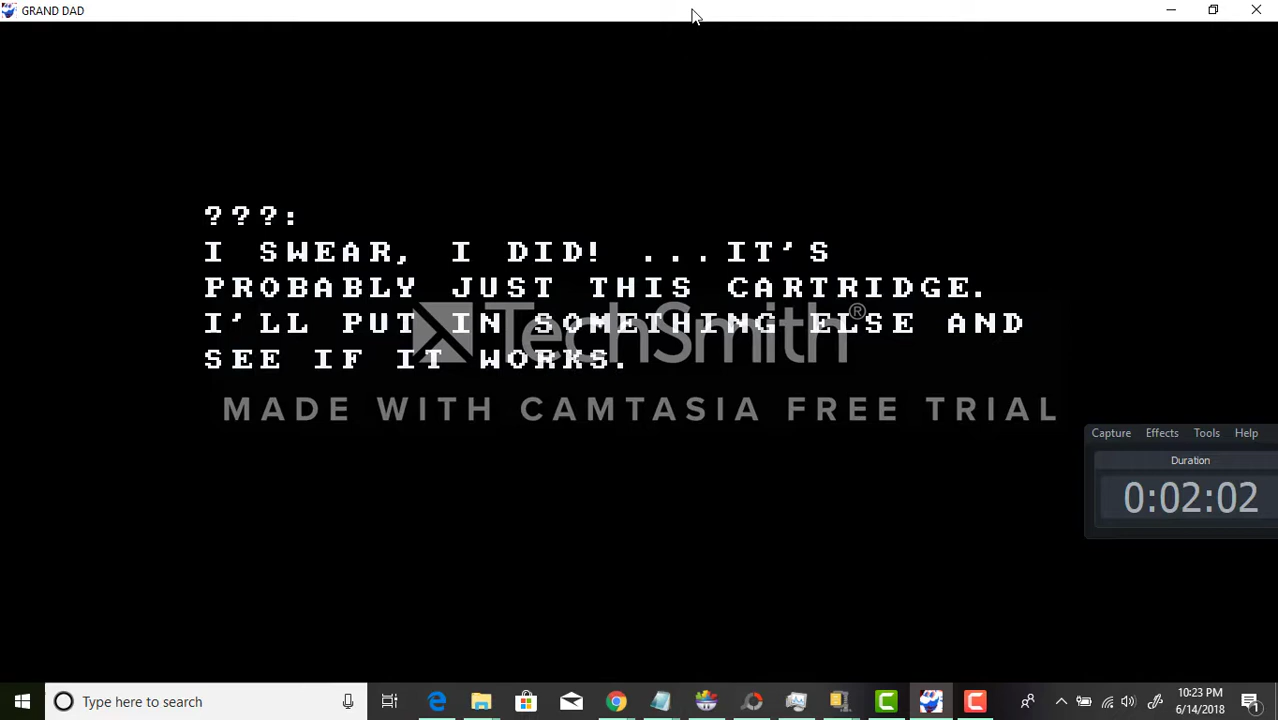 GRAND DAD
???:
I SWEAR, I DID! ...IT'S
PROBABLY JUST THIS CARTRIDGE.
I'LL PUT IN SOMETHING ELSE AND
SEE IF IT WORKS.
TechSmith®
MADE WITH CAMTASIA FREE TRIAL
Capture Effects Tools Help
Duration
0:02:02
Type here to search
10:23 PM
6/14/2018
1